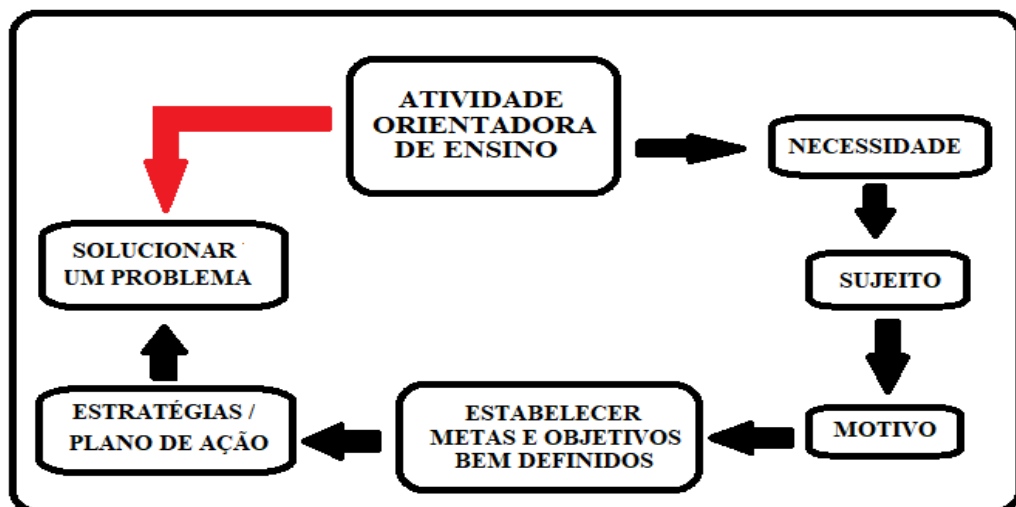 ATIVIDADE
ORIENTADORA
DE ENSINO
NECESSIDADE
SUJEITO
MOTIVO
ESTABELECER
METAS E OBJETIVOS
BEM DEFINIDOS
ESTRATÉGIAS /
PLANO DE AÇÃO
SOLUCIONAR
UM PROBLEMA